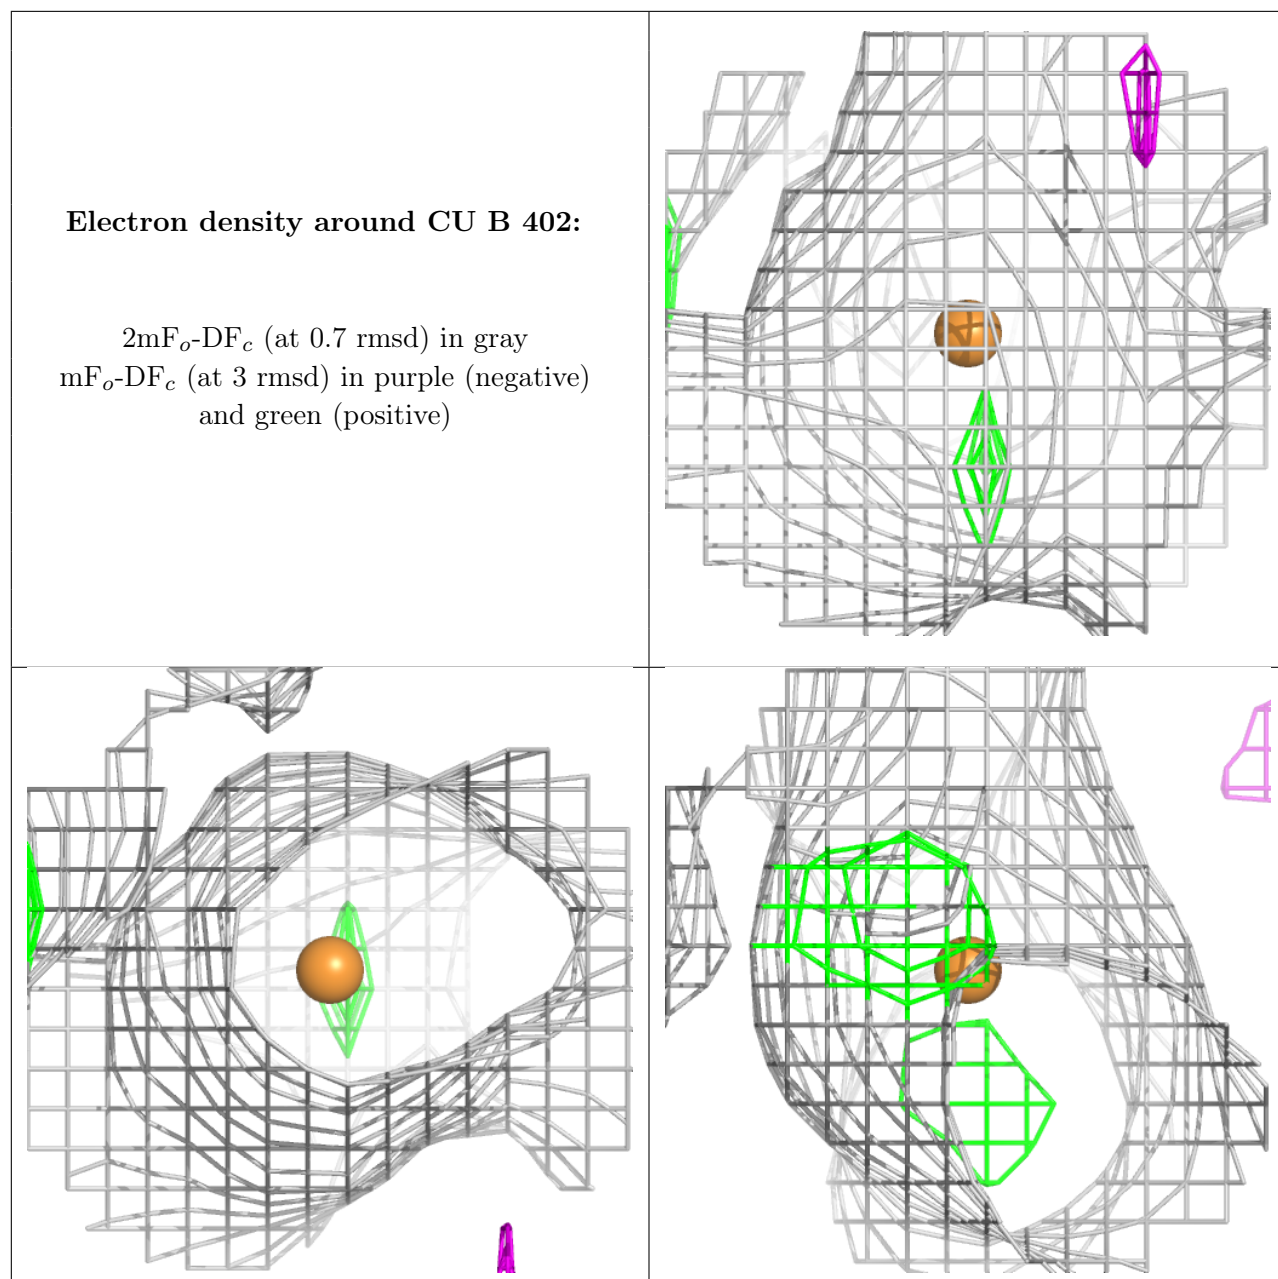 Electron density around CU B 402:
2mFₒ-DF𝒸 (at 0.7 rmsd) in gray
mFₒ-DF𝒸 (at 3 rmsd) in purple (negative)
and green (positive)